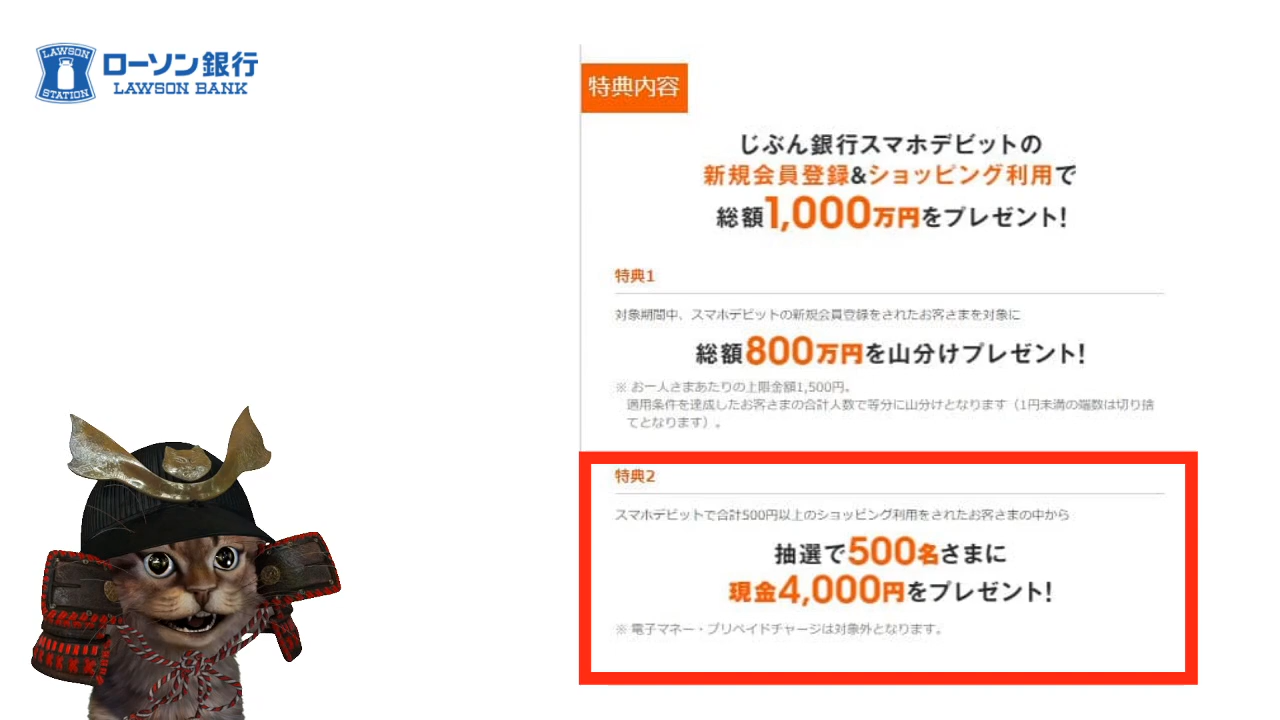 LAWSON
STATION
ローソン銀行
LAWSON BANK
特典内容
じぶん銀行スマホデビットの
新規会員登録&ショッピング利用で
総額1,000万円をプレゼント!
特典1
対象期間中、スマホデビットの新規会員登録をされたお客さまを対象に
総額800万円を山分けプレゼント!
※ お一人さまあたりの上限金額1,500円。
適用条件を達成したお客さまの合計人数で等分に山分けとなります（1円未満の端数は切り捨
てとなります）。
特典2
スマホデビットで合計500円以上のショッピング利用をされたお客さまの中から
抽選で500名さまに
現金4,000円をプレゼント!
※ 電子マネー・プリペイドチャージは対象外となります。